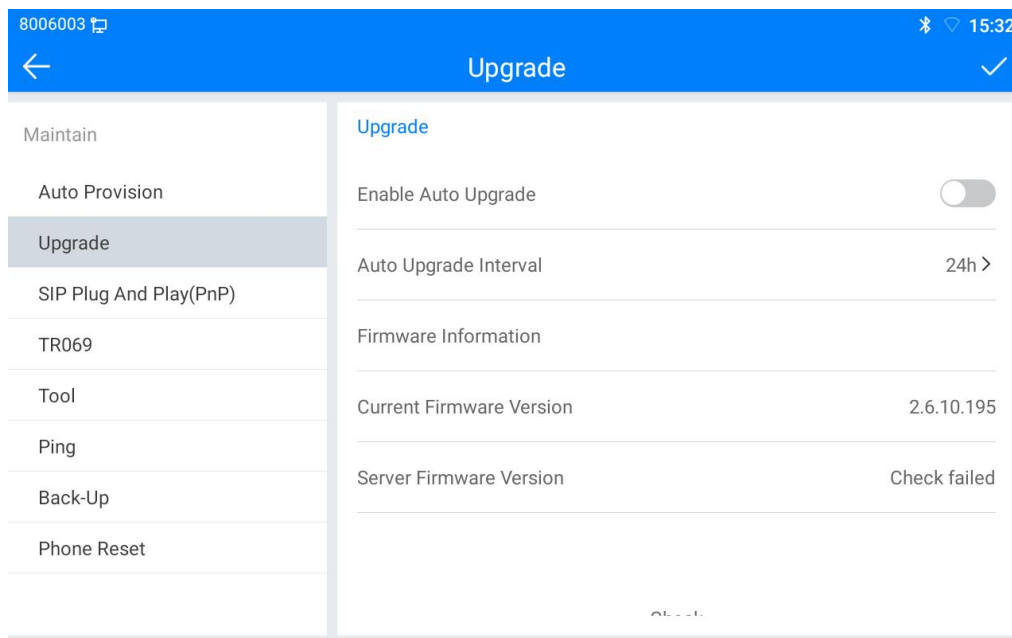 8006003
15:32
Upgrade
Maintain
Auto Provision
Upgrade
SIP Plug And Play(PnP)
TR069
Tool
Ping
Back-Up
Phone Reset
Upgrade
Enable Auto Upgrade
Auto Upgrade Interval 24h >
Firmware Information
Current Firmware Version 2.6.10.195
Server Firmware Version Check failed
Check